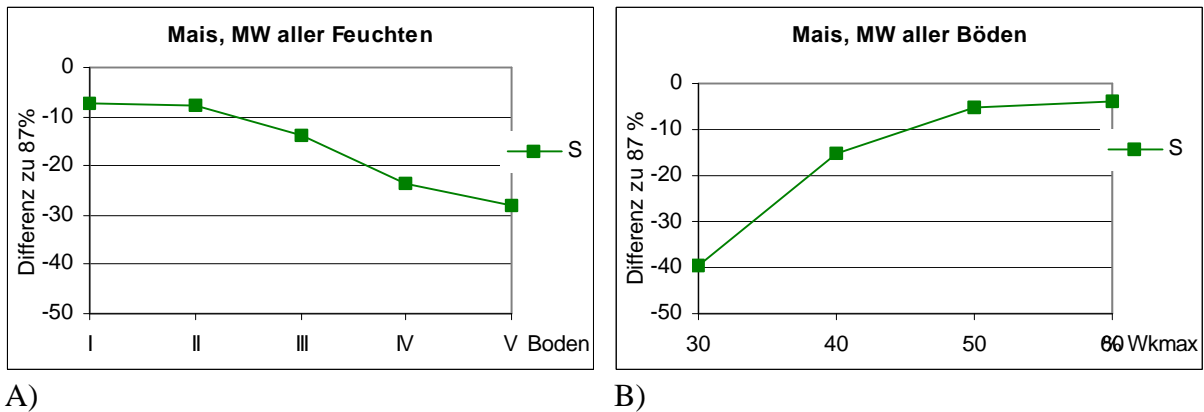 Mais, MW aller Feuchten
0
-10
-20
-30
-40
-50
Differenz zu 87%
I II III IV V Boden
S
A)
Mais, MW aller Böden
0
-10
-20
-30
-40
-50
Differenz zu 87 %
30 40 50 60 % Wkmax
S
B)